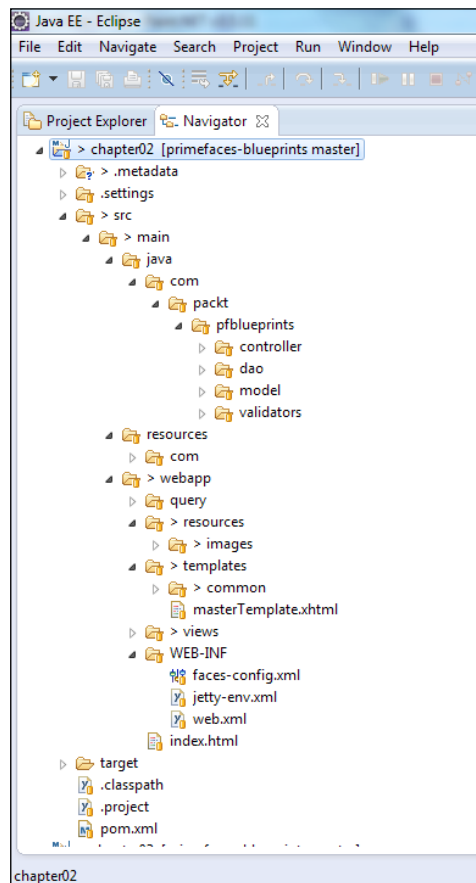 Java EE - Eclipse
File Edit Navigate Search Project Run Window Help
Project Explorer Navigator
> chapter02 [primefaces-blueprints master]
> .metadata
.settings
> src
> main
java
com
packt
pfblueprints
controller
dao
model
validators
resources
com
> webapp
query
> resources
> images
> templates
> common
masterTemplate.xhtml
> views
WEB-INF
faces-config.xml
jetty-env.xml
web.xml
index.html
target
.classpath
.project
pom.xml
chapter02